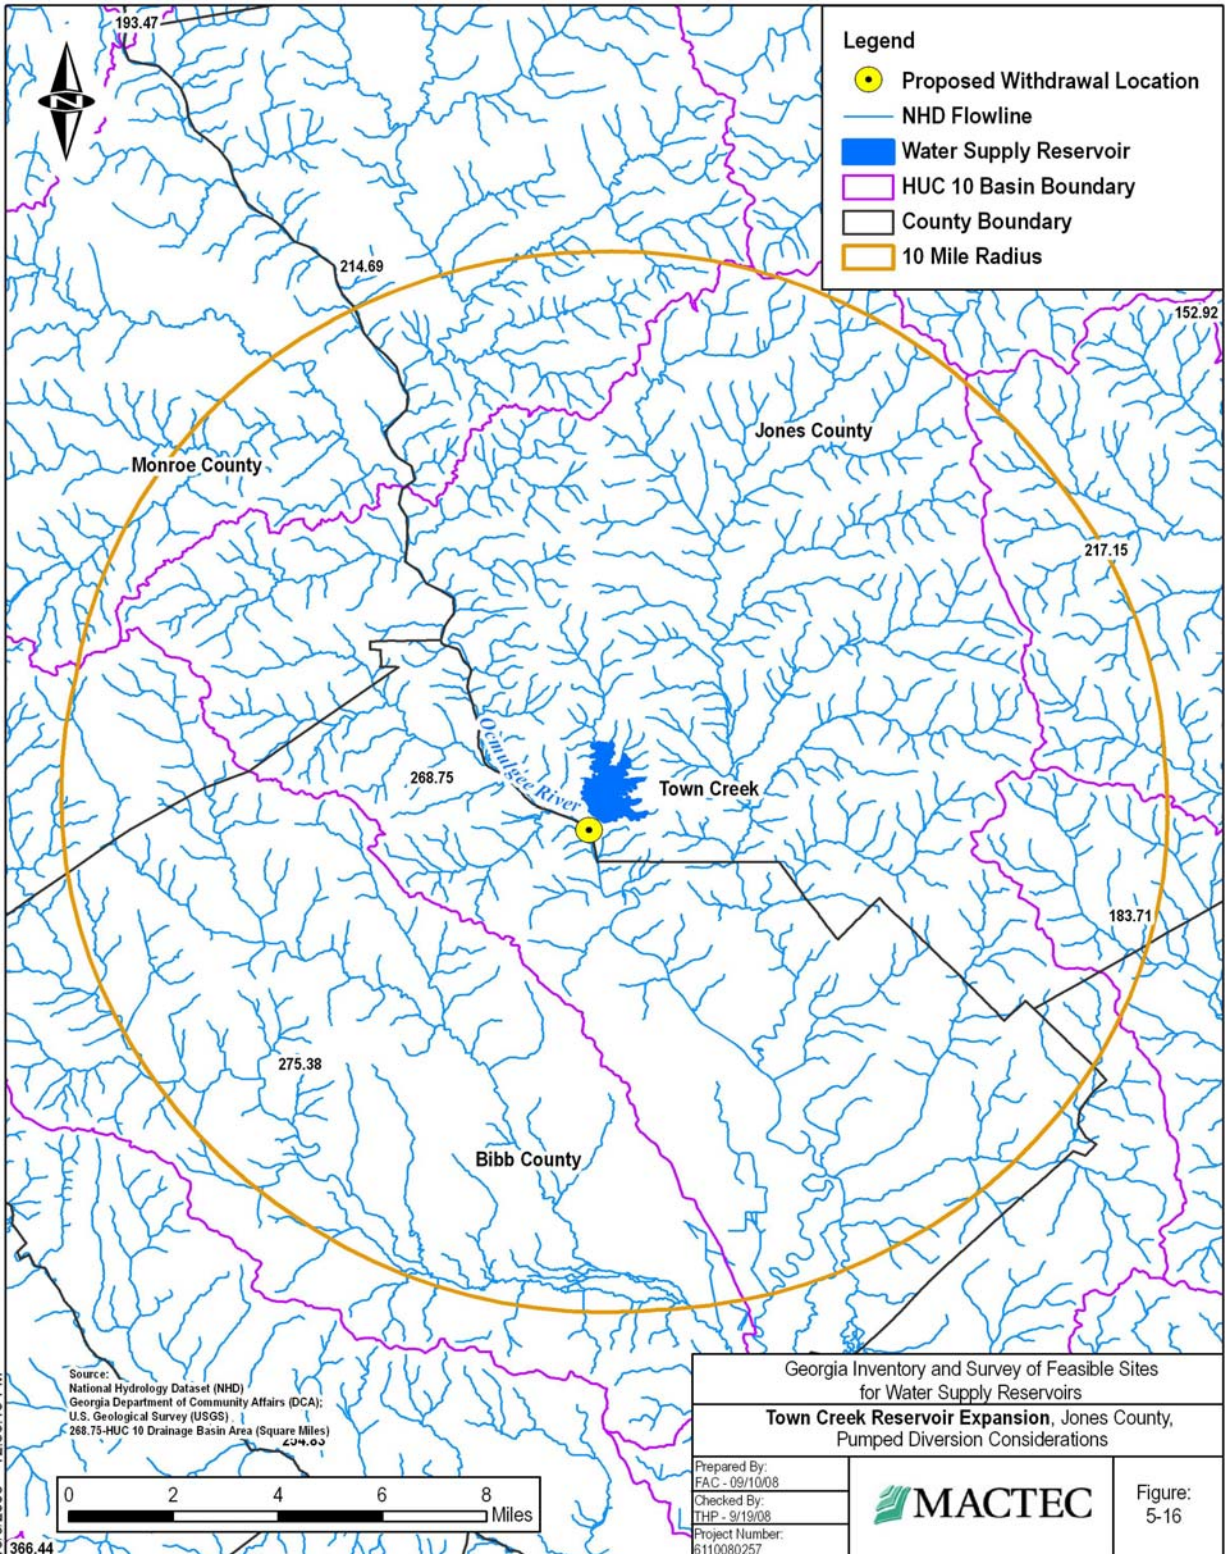 193.47
Legend
Proposed Withdrawal Location
NHD Flowline
Water Supply Reservoir
HUC 10 Basin Boundary
County Boundary
10 Mile Radius
N
214.69
152.92
Jones County
Monroe County
217.15
Ocmulgee River
268.75
Town Creek
183.71
275.38
Bibb County
Source:
National Hydrology Dataset (NHD)
Georgia Department of Community Affairs (DCA);
U.S. Geological Survey (USGS)
268.75-HUC 10 Drainage Basin Area (Square Miles)
254.83
0 2 4 6 8
Miles
366.44
Georgia Inventory and Survey of Feasible Sites
for Water Supply Reservoirs
Town Creek Reservoir Expansion, Jones County,
Pumped Diversion Considerations
Prepared By:
FAC - 09/10/08
Checked By:
THP - 9/19/08
Project Number:
6110080257
MACTEC
Figure:
5-16